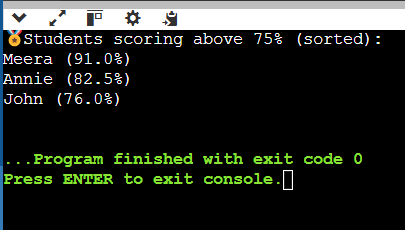 🏅Students scoring above 75% (sorted):
Meera (91.0%)
Annie (82.5%)
John (76.0%)
...Program finished with exit code 0
Press ENTER to exit console.